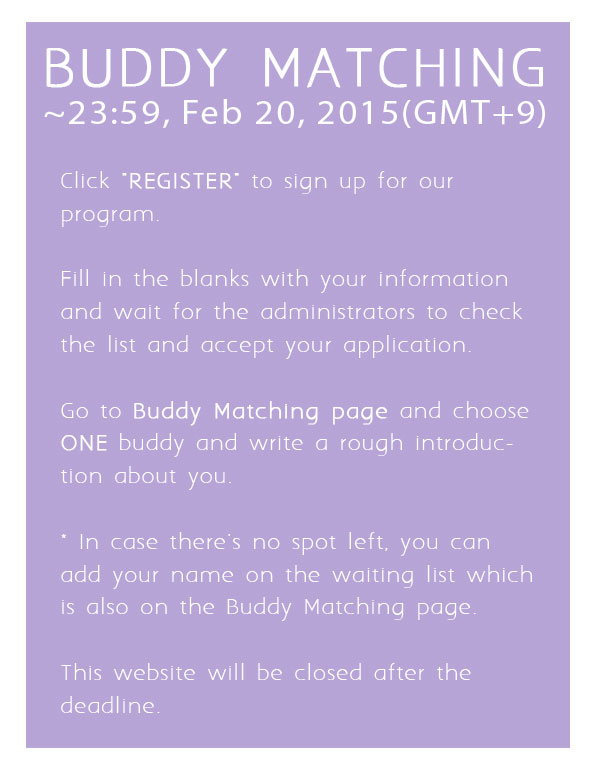 BUDDY MATCHING
~23:59, Feb 20, 2015(GMT+9)
Click "REGISTER" to sign up for our
program.
Fill in the blanks with your information
and wait for the administrators to check
the list and accept your application.
Go to Buddy Matching page and choose
ONE buddy and write a rough introduc-
tion about you.
* In case there's no spot left, you can
add your name on the waiting list which
is also on the Buddy Matching page.
This website will be closed after the
deadline.